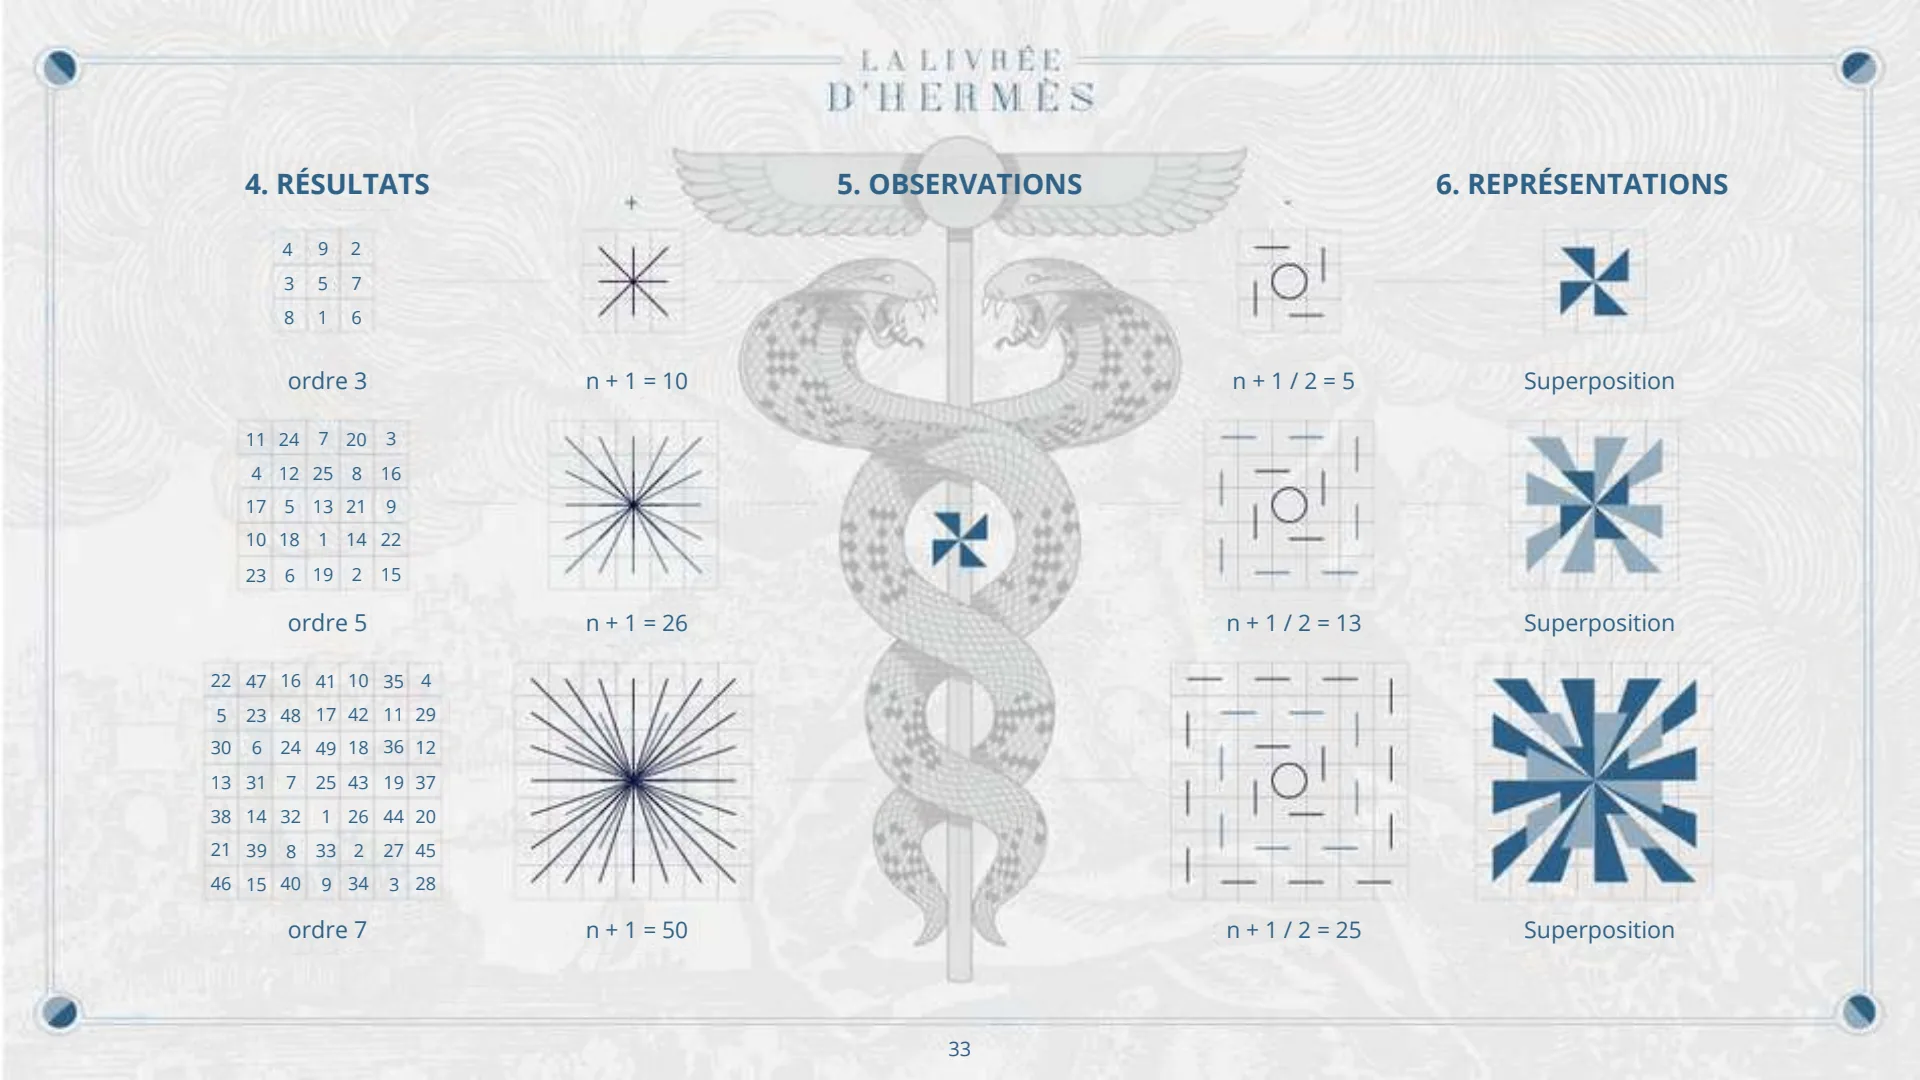 LA LIVRÉE
D'HERMÈS
4. RÉSULTATS
5. OBSERVATIONS
6. REPRÉSENTATIONS
+
-
4 9 2
3 5 7
8 1 6
ordre 3
n + 1 = 10
n + 1 / 2 = 5
Superposition
11 24 7 20 3
4 12 25 8 16
17 5 13 21 9
10 18 1 14 22
23 6 19 2 15
ordre 5
n + 1 = 26
n + 1 / 2 = 13
Superposition
22 47 16 41 10 35 4
5 23 48 17 42 11 29
30 6 24 49 18 36 12
13 31 7 25 43 19 37
38 14 32 1 26 44 20
21 39 8 33 2 27 45
46 15 40 9 34 3 28
ordre 7
n + 1 = 50
n + 1 / 2 = 25
Superposition
33